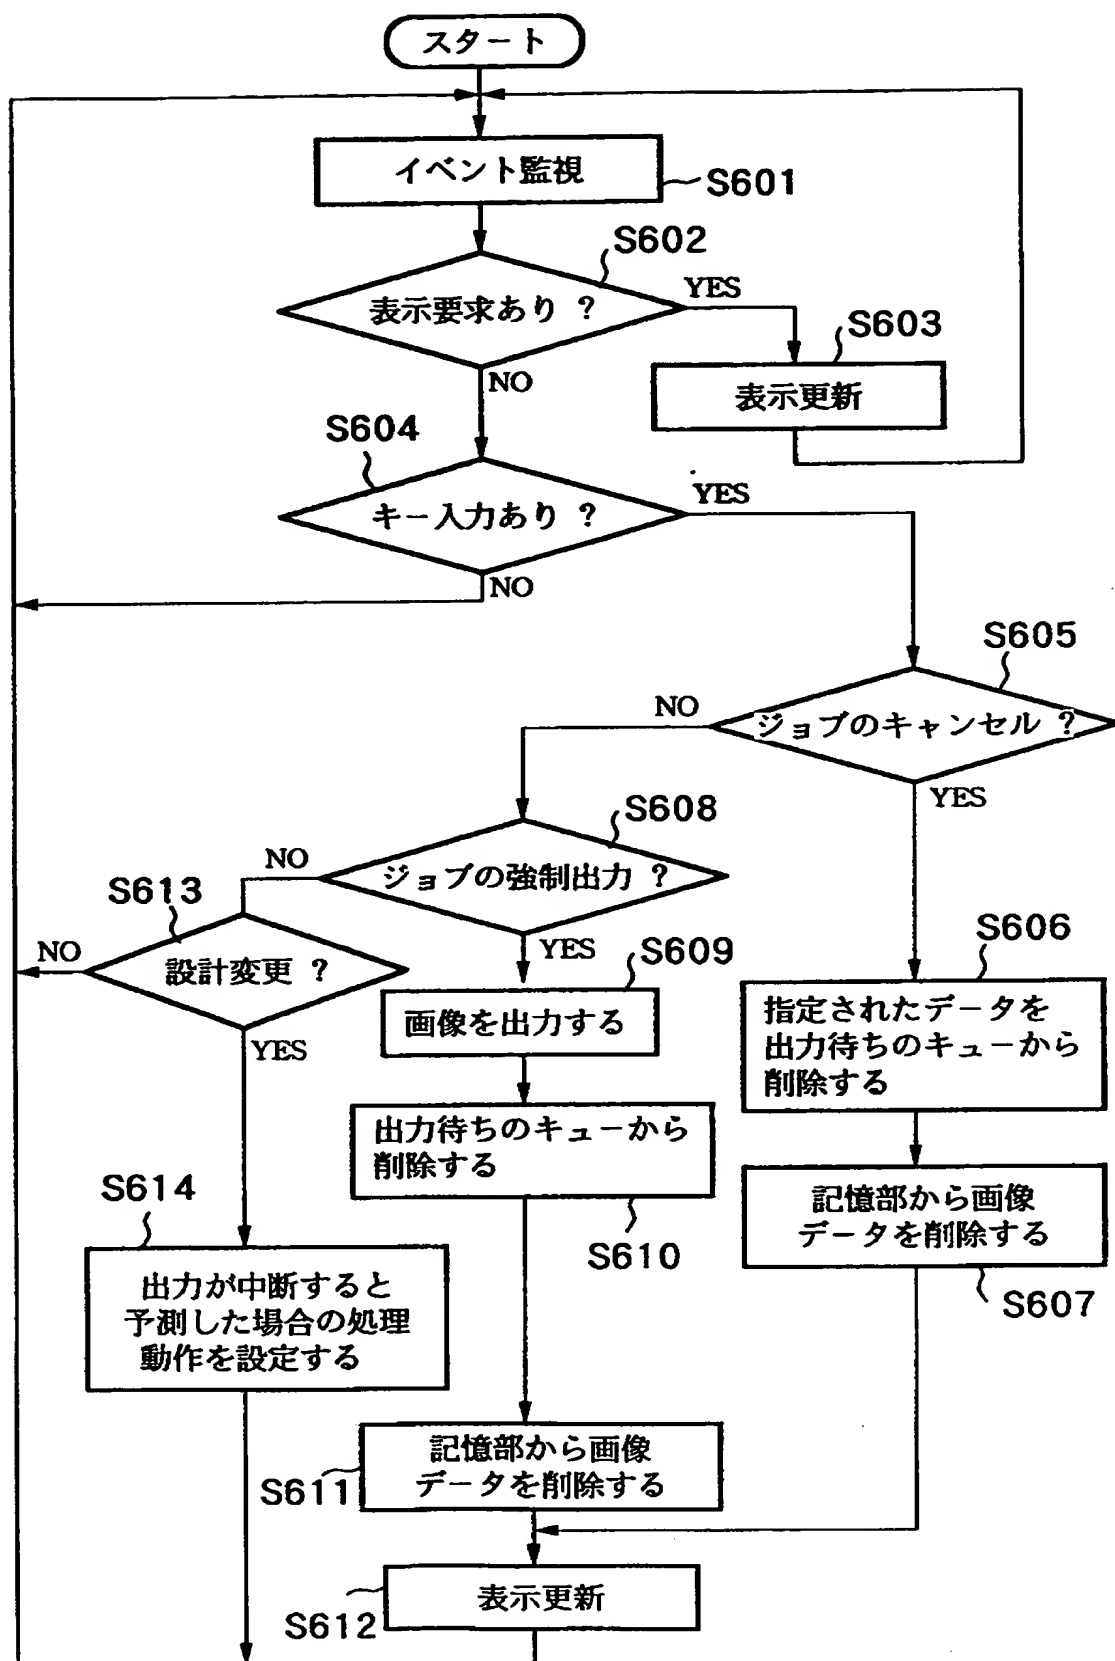 スタート
イベント監視
S601
S602
表示要求あり ?
YES
NO
S603
表示更新
S604
キー入力あり ?
YES
NO
S605
ジョブのキャンセル ?
NO
YES
S608
ジョブの強制出力 ?
NO
YES
S613
設計変更 ?
NO
YES
S609
画像を出力する
S606
指定されたデータを
出力待ちのキューから
削除する
出力待ちのキューから
削除する
S610
記憶部から画像
データを削除する
S607
S614
出力が中断すると
予測した場合の処理
動作を設定する
記憶部から画像
データを削除する
S611
表示更新
S612